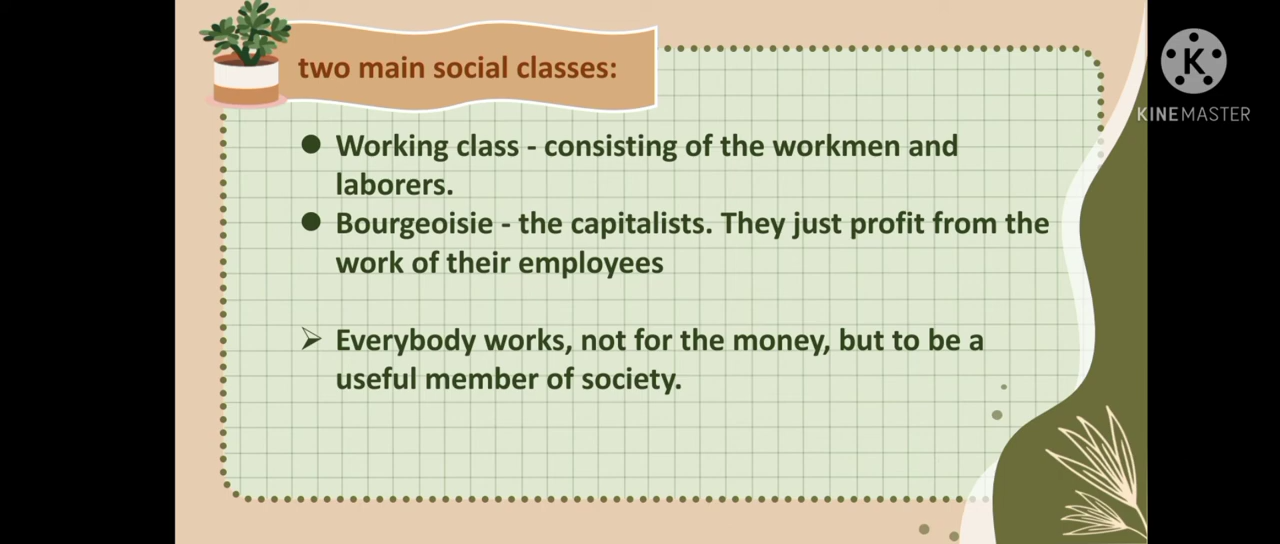 two main social classes:
● Working class - consisting of the workmen and
laborers.
● Bourgeoisie - the capitalists. They just profit from the
work of their employees
➢ Everybody works, not for the money, but to be a
useful member of society.
K
KINEMASTER